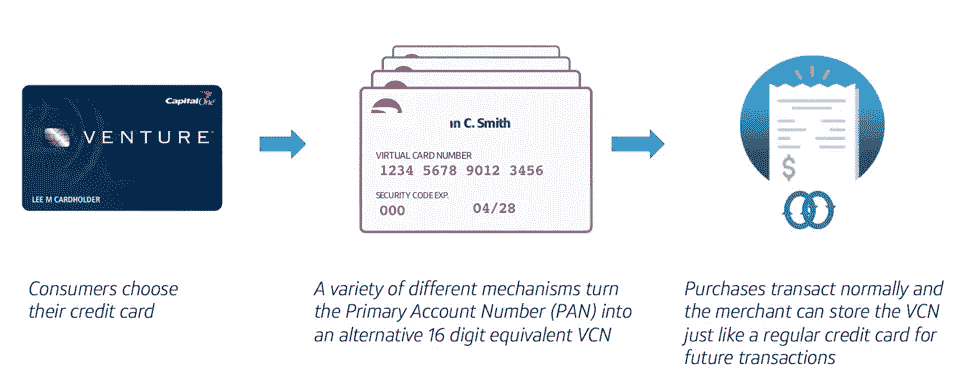 CapitalOne
VENTURE
LEE M CARDHOLDER
n C. Smith
VIRTUAL CARD NUMBER
1234 5678 9012 3456
SECURITY CODE EXP.
000 04/28
$
Consumers choose
their credit card
A variety of different mechanisms turn
the Primary Account Number (PAN) into
an alternative 16 digit equivalent VCN
Purchases transact normally and
the merchant can store the VCN
just like a regular credit card for
future transactions